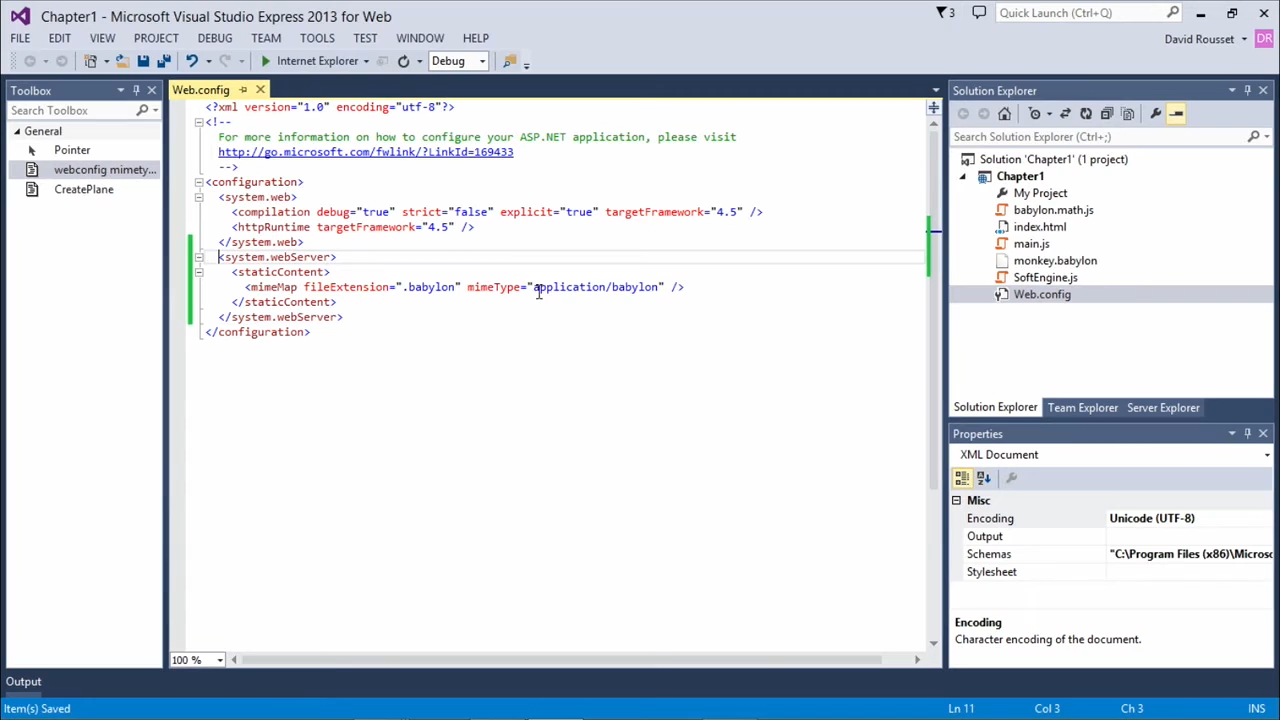 Chapter1 - Microsoft Visual Studio Express 2013 for Web
3
Quick Launch (Ctrl+Q)
FILE EDIT VIEW PROJECT DEBUG TEAM TOOLS TEST WINDOW HELP
David Rousset DR
Internet Explorer Debug
Toolbox
Search Toolbox
General
Pointer
webconfig mimety...
CreatePlane
Web.config
<?xml version="1.0" encoding="utf-8"?>
<!--
For more information on how to configure your ASP.NET application, please visit
http://go.microsoft.com/fwlink/?LinkId=169433
-->
<configuration>
<system.web>
<compilation debug="true" strict="false" explicit="true" targetFramework="4.5" />
<httpRuntime targetFramework="4.5" />
</system.web>
<system.webServer>
<staticContent>
<mimeMap fileExtension=".babylon" mimeType="application/babylon" />
</staticContent>
</system.webServer>
</configuration>
100 %
Solution Explorer
Search Solution Explorer (Ctrl+;)
Solution 'Chapter1' (1 project)
Chapter1
My Project
babylon.math.js
index.html
main.js
monkey.babylon
SoftEngine.js
Web.config
Solution Explorer Team Explorer Server Explorer
Properties
XML Document
Misc
Encoding Unicode (UTF-8)
Output
Schemas "C:\Program Files (x86)\Microsc
Stylesheet
Encoding
Character encoding of the document.
Output
Item(s) Saved Ln 11 Col 3 Ch 3 INS